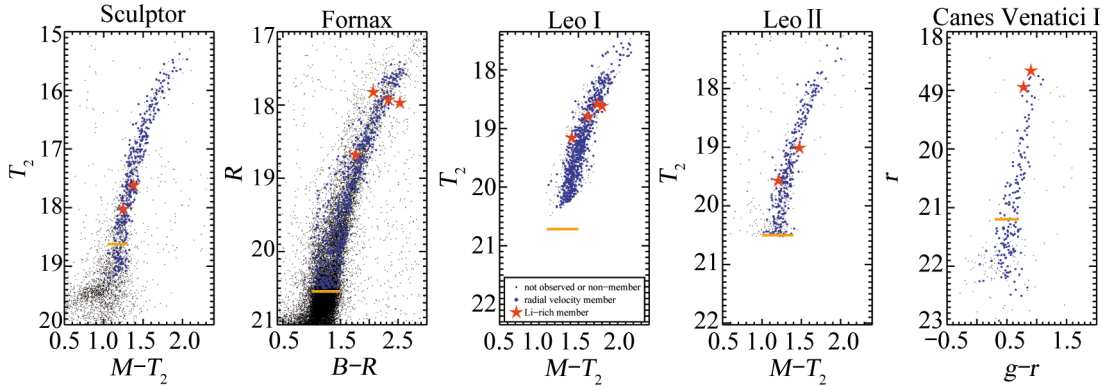 Sculptor
15
16
17
18
19
20
T2
0.5 1.0 1.5 2.0
M−T2
Fornax
17
18
19
20
21
R
1.0 1.5 2.0 2.5
B−R
Leo I
18
19
20
21
22
T2
not observed or non−member
radial velocity member
Li−rich member
0.5 1.0 1.5 2.0
M−T2
Leo II
18
19
20
21
22
T2
0.5 1.0 1.5 2.0
M−T2
Canes Venatici I
18
49
20
21
22
23
r
−0.5 0.0 0.5 1.0 1.5
g−r